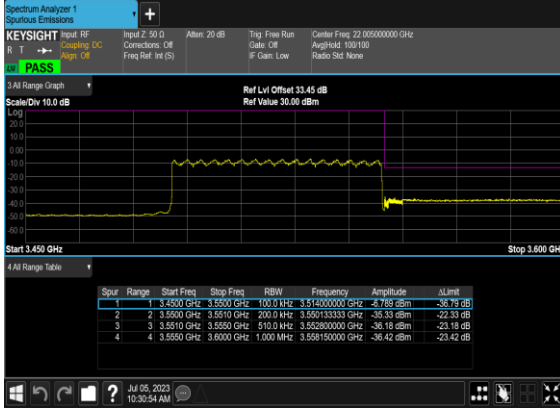 Spectrum Analyzer 1
Spurious Emissions
+
KEYSIGHT Input: RF Input Z: 50 Ω Atten: 20 dB Trig: Free Run Center Freq: 22.005000000 GHz
R T Coupling: DC Corrections: Off Gate: Off Avg|Hold: 100/100
Align: Off Freq Ref: Int (S) IF Gain: Low Radio Std: None
PASS
3 All Range Graph
Ref Lvl Offset 33.45 dB
Scale/Div 10.0 dB Ref Value 30.00 dBm
Log
20.0
10.0
0.00
-10.0
-20.0
-30.0
-40.0
-50.0
-60.0
Start 3.450 GHz Stop 3.600 GH
4 All Range Table
Spur Range Start Freq Stop Freq RBW Frequency Amplitude ΔLimit
1 1 3.4500 GHz 3.5500 GHz 100.0 kHz 3.514000000 GHz -6.789 dBm -36.79 dB
2 2 3.5500 GHz 3.5510 GHz 200.0 kHz 3.550133333 GHz -35.33 dBm -22.33 dB
3 3 3.5510 GHz 3.5550 GHz 510.0 kHz 3.552800000 GHz -36.18 dBm -23.18 dB
4 4 3.5550 GHz 3.6000 GHz 1.000 MHz 3.558150000 GHz -36.42 dBm -23.42 dB
?
Jul 05, 2023
10:30:54 AM